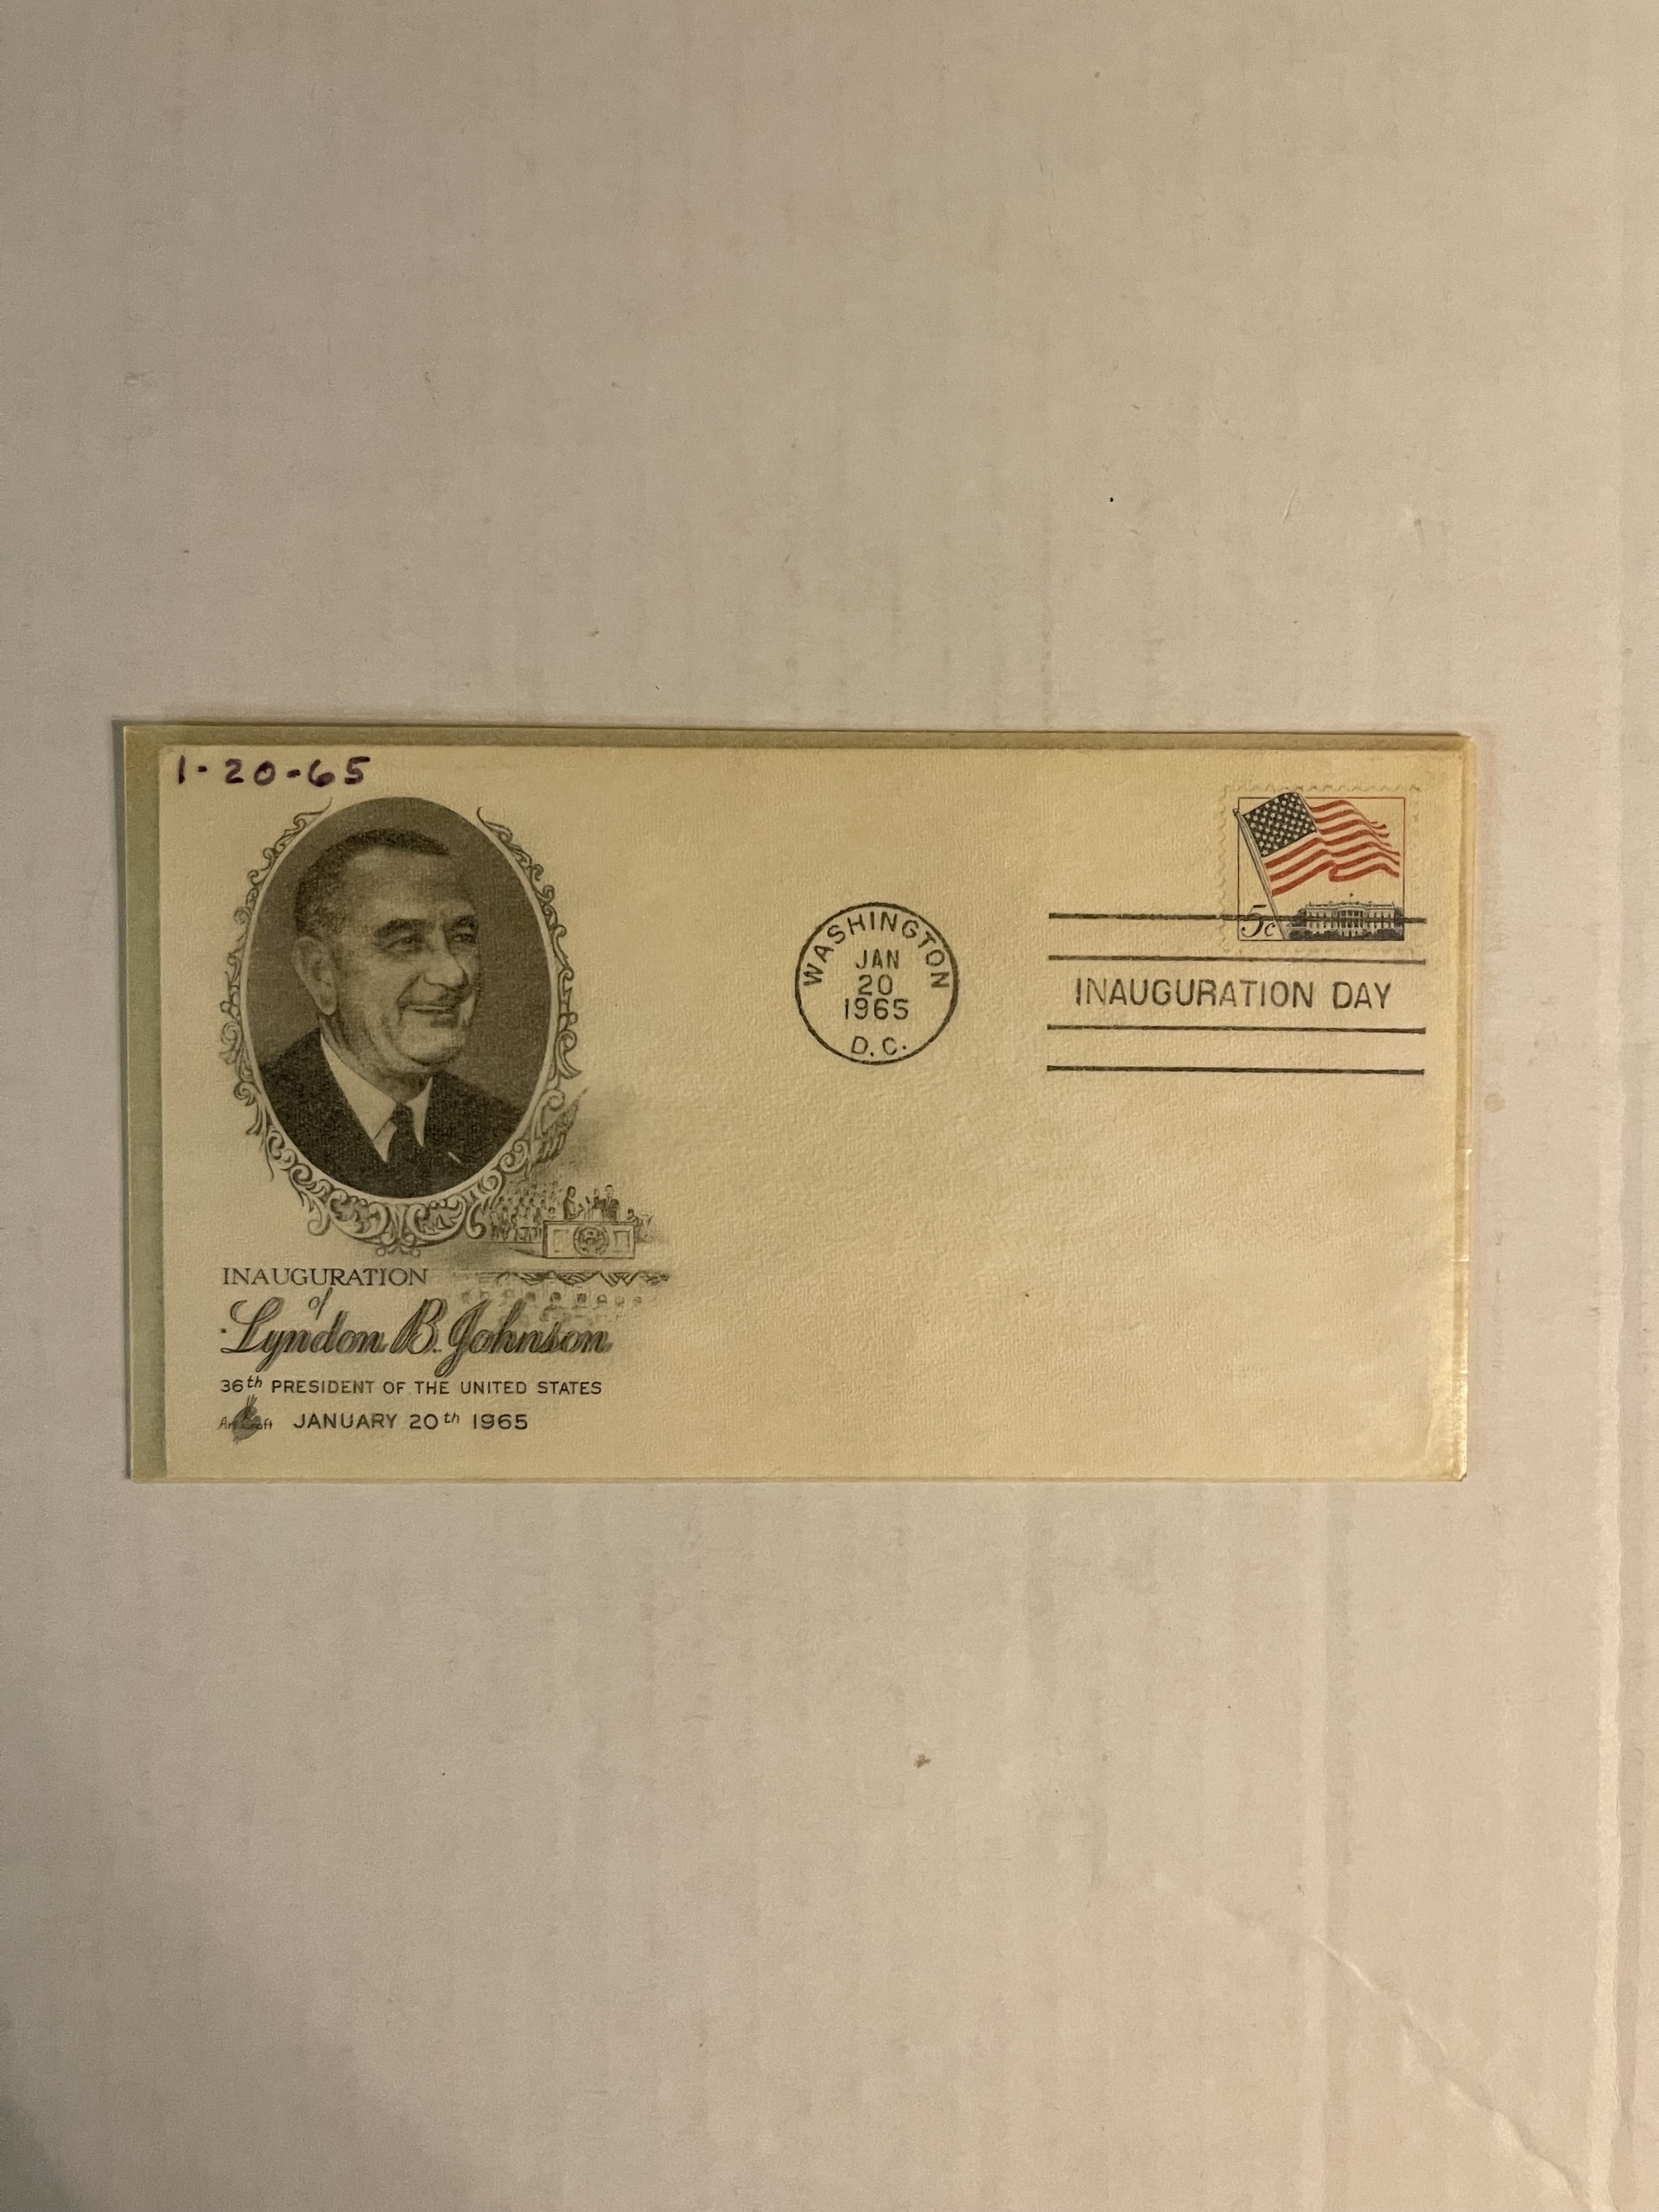 1-20-65
5c
WASHINGTON
JAN
20
1965
D.C.
INAUGURATION DAY
INAUGURATION
of
Lyndon B. Johnson
36th PRESIDENT OF THE UNITED STATES
ArtCraft JANUARY 20th 1965